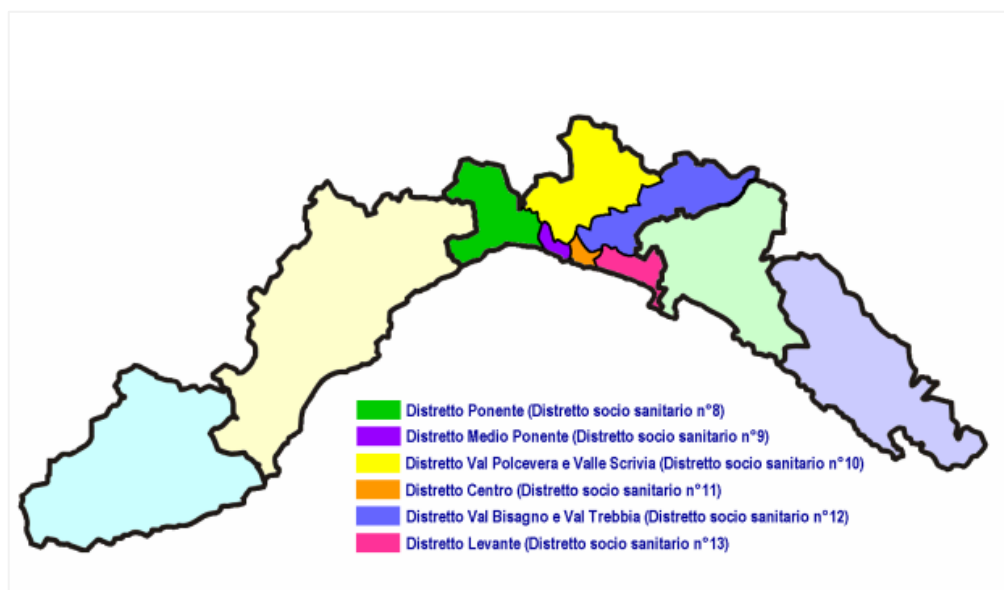 Distretto Ponente (Distretto socio sanitario n°8)
Distretto Medio Ponente (Distretto socio sanitario n°9)
Distretto Val Polcevera e Valle Scrivia (Distretto socio sanitario n°10)
Distretto Centro (Distretto socio sanitario n°11)
Distretto Val Bisagno e Val Trebbia (Distretto socio sanitario n°12)
Distretto Levante (Distretto socio sanitario n°13)